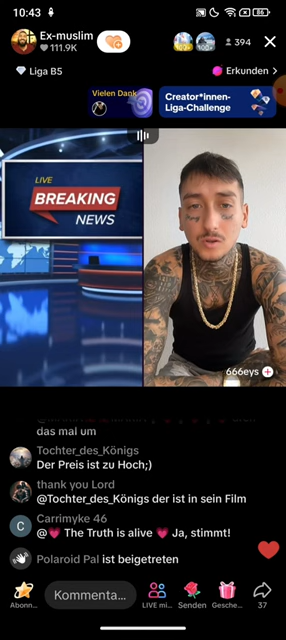 10:43
86
Ex-muslim
111.9K
100+
100+
394
Liga B5
Erkunden >
Vielen Dank
Creator*innen-
Liga-Challenge
LIVE
BREAKING
NEWS
666eys
das mal um
Tochter_des_Königs
Der Preis ist zu Hoch;)
thank you Lord
@Tochter_des_Königs der ist in sein Film
C
Carrimyke 46
@💗 The Truth is alive 💗 Ja, stimmt!
Polaroid Pal ist beigetreten
Kommenta...
Abonn...
LIVE mi...
Senden
Gesche...
37